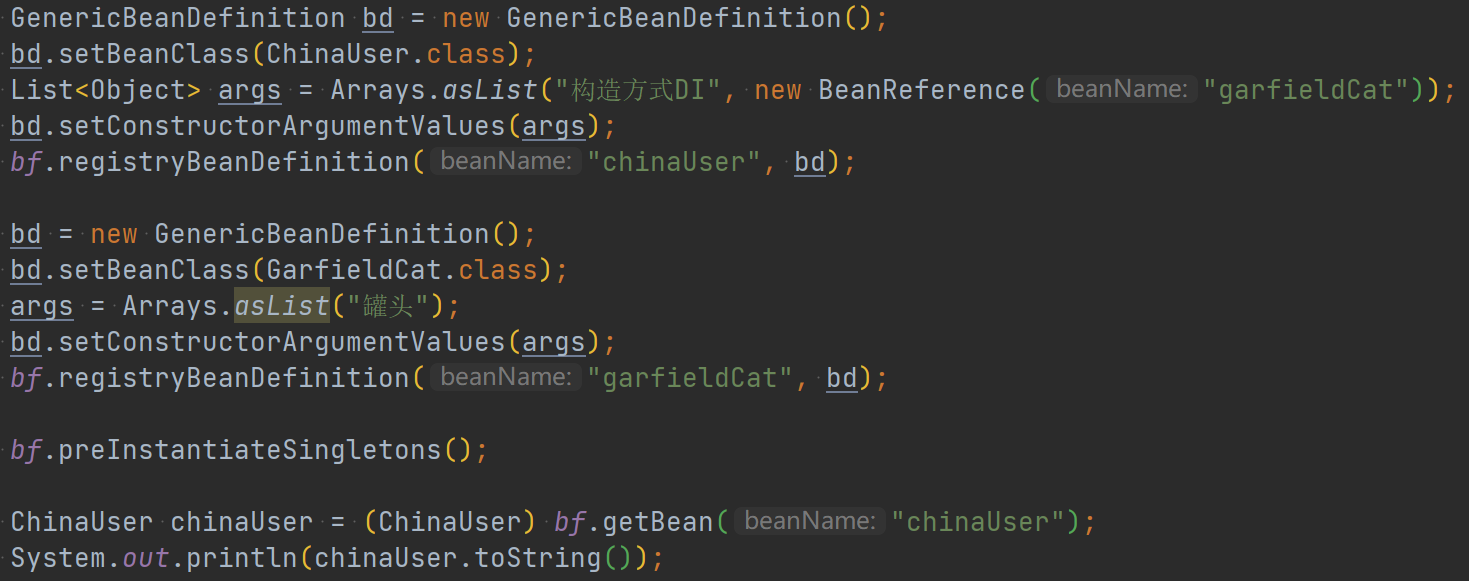 GenericBeanDefinition bd = new GenericBeanDefinition();
bd.setBeanClass(ChinaUser.class);
List<Object> args = Arrays.asList("构造方式DI", new BeanReference( beanName: "garfieldCat"));
bd.setConstructorArgumentValues(args);
bf.registryBeanDefinition( beanName: "chinaUser", bd);
bd = new GenericBeanDefinition();
bd.setBeanClass(GarfieldCat.class);
args = Arrays.asList("罐头");
bd.setConstructorArgumentValues(args);
bf.registryBeanDefinition( beanName: "garfieldCat", bd);
bf.preInstantiateSingletons();
ChinaUser chinaUser = (ChinaUser) bf.getBean( beanName: "chinaUser");
System.out.println(chinaUser.toString());